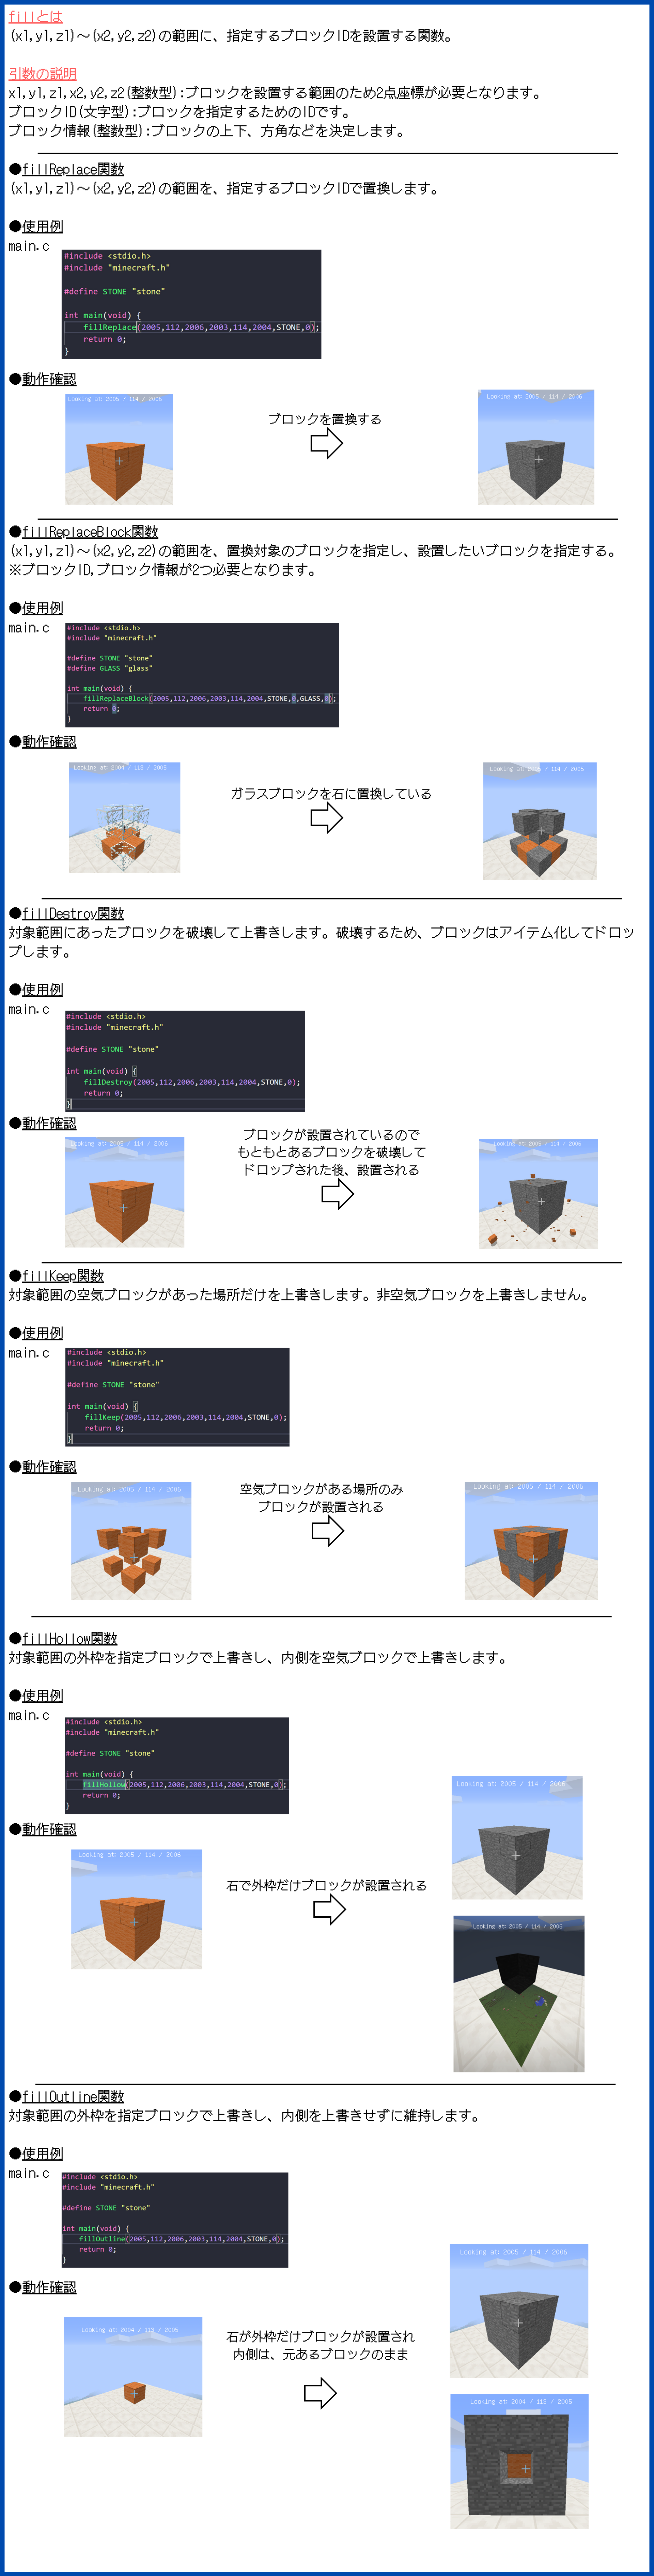 fillとは
(x1,y1,z1)～(x2,y2,z2)の範囲に、指定するブロックIDを設置する関数。
引数の説明
x1,y1,z1,x2,y2,z2(整数型):ブロックを設置する範囲のため2点座標が必要となります。
ブロックID(文字型):ブロックを指定するためのIDです。
ブロック情報(整数型):ブロックの上下、方角などを決定します。
●fillReplace関数
(x1,y1,z1)～(x2,y2,z2)の範囲を、指定するブロックIDで置換します。
●使用例
main.c
#include <stdio.h>
#include "minecraft.h"
#define STONE "stone"
int main(void) {
fillReplace(2005,112,2006,2003,114,2004,STONE,0);
return 0;
}
●動作確認
Looking at: 2005 / 114 / 2006
ブロックを置換する
Looking at: 2005 / 114 / 2006
●fillReplaceBlock関数
(x1,y1,z1)～(x2,y2,z2)の範囲を、置換対象のブロックを指定し、設置したいブロックを指定する。
※ブロックID,ブロック情報が2つ必要となります。
●使用例
main.c
#include <stdio.h>
#include "minecraft.h"
#define STONE "stone"
#define GLASS "glass"
int main(void) {
fillReplaceBlock(2005,112,2006,2003,114,2004,STONE,0,GLASS,0);
return 0;
}
●動作確認
Looking at: 2004 / 113 / 2005
ガラスブロックを石に置換している
Looking at: 2005 / 114 / 2005
●fillDestroy関数
対象範囲にあったブロックを破壊して上書きします。破壊するため、ブロックはアイテム化してドロッ
プします。
●使用例
main.c
#include <stdio.h>
#include "minecraft.h"
#define STONE "stone"
int main(void) {
fillDestroy(2005,112,2006,2003,114,2004,STONE,0);
return 0;
}
●動作確認
Looking at: 2005 / 114 / 2006
ブロックが設置されているので
もともとあるブロックを破壊して
ドロップされた後、設置される
Looking at: 2005 / 114 / 2006
●fillKeep関数
対象範囲の空気ブロックがあった場所だけを上書きします。非空気ブロックを上書きしません。
●使用例
main.c
#include <stdio.h>
#include "minecraft.h"
#define STONE "stone"
int main(void) {
fillKeep(2005,112,2006,2003,114,2004,STONE,0);
return 0;
}
●動作確認
Looking at: 2005 / 114 / 2006
空気ブロックがある場所のみ
ブロックが設置される
Looking at: 2005 / 114 / 2006
●fillHollow関数
対象範囲の外枠を指定ブロックで上書きし、内側を空気ブロックで上書きします。
●使用例
main.c
#include <stdio.h>
#include "minecraft.h"
#define STONE "stone"
int main(void) {
fillHollow(2005,112,2006,2003,114,2004,STONE,0);
return 0;
}
Looking at: 2005 / 114 / 2006
●動作確認
Looking at: 2005 / 114 / 2006
石で外枠だけブロックが設置される
Looking at: 2005 / 114 / 2006
●fillOutline関数
対象範囲の外枠を指定ブロックで上書きし、内側を上書きせずに維持します。
●使用例
main.c
#include <stdio.h>
#include "minecraft.h"
#define STONE "stone"
int main(void) {
fillOutline(2005,112,2006,2003,114,2004,STONE,0);
return 0;
}
Looking at: 2005 / 114 / 2006
●動作確認
Looking at: 2004 / 113 / 2005
石が外枠だけブロックが設置され
内側は、元あるブロックのまま
Looking at: 2004 / 113 / 2005